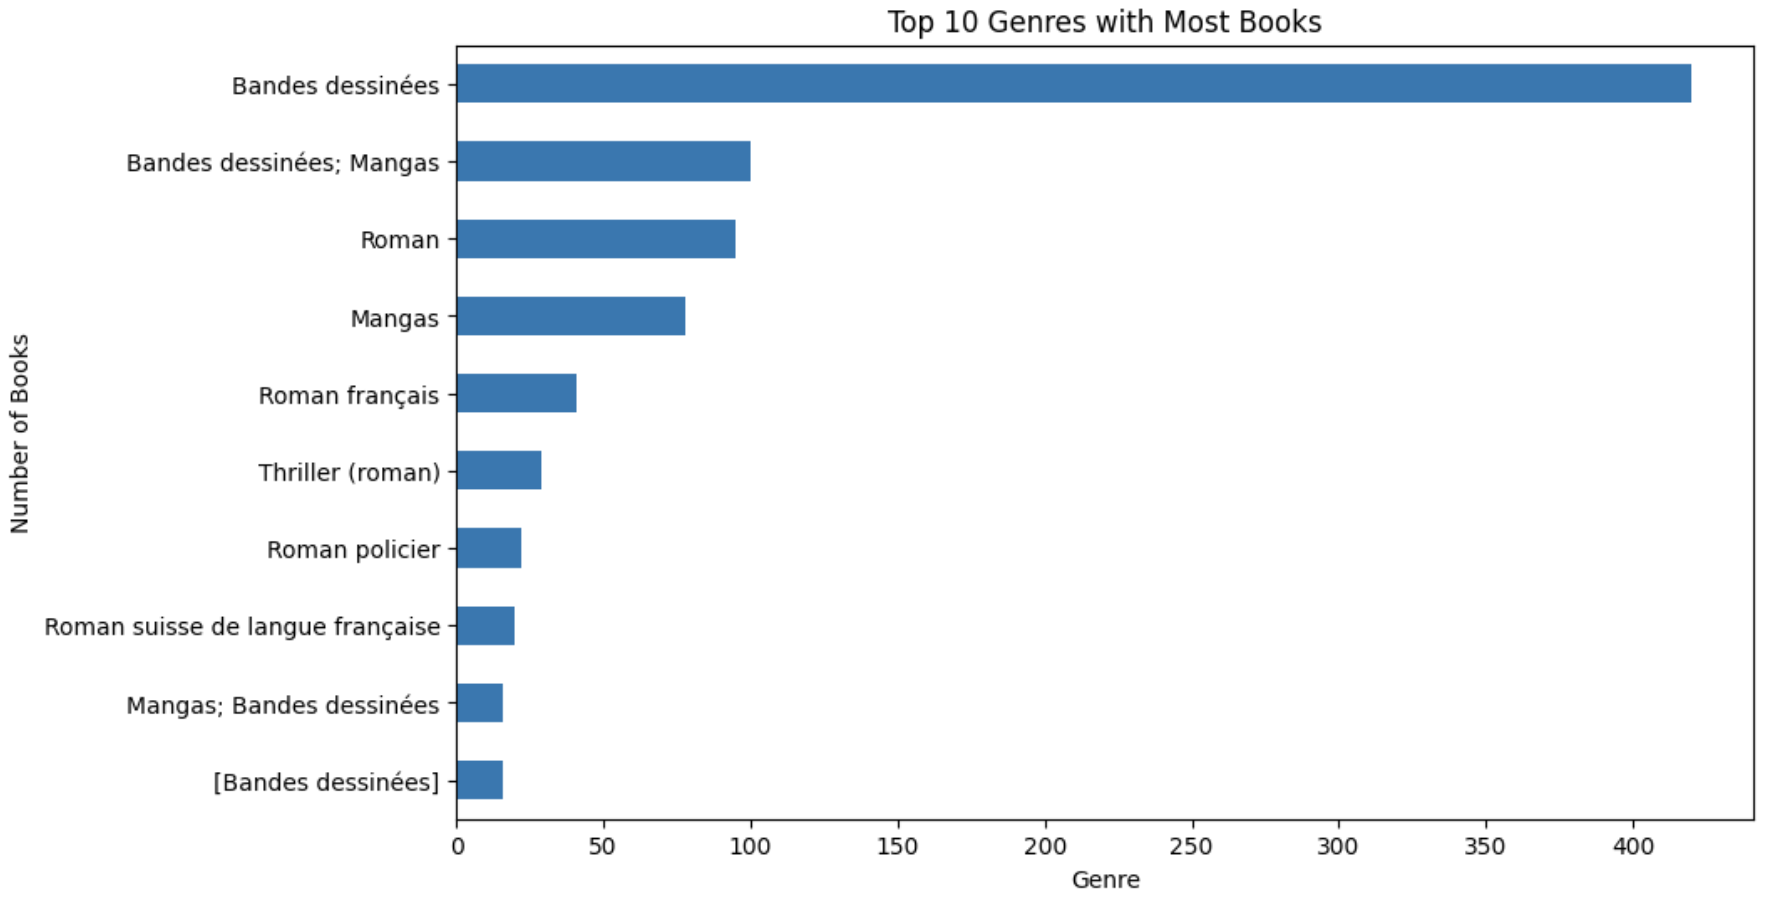 Top 10 Genres with Most Books
Bandes dessinées
Bandes dessinées; Mangas
Roman
Mangas
Roman français
Thriller (roman)
Roman policier
Roman suisse de langue française
Mangas; Bandes dessinées
[Bandes dessinées]
Number of Books
0 50 100 150 200 250 300 350 400
Genre